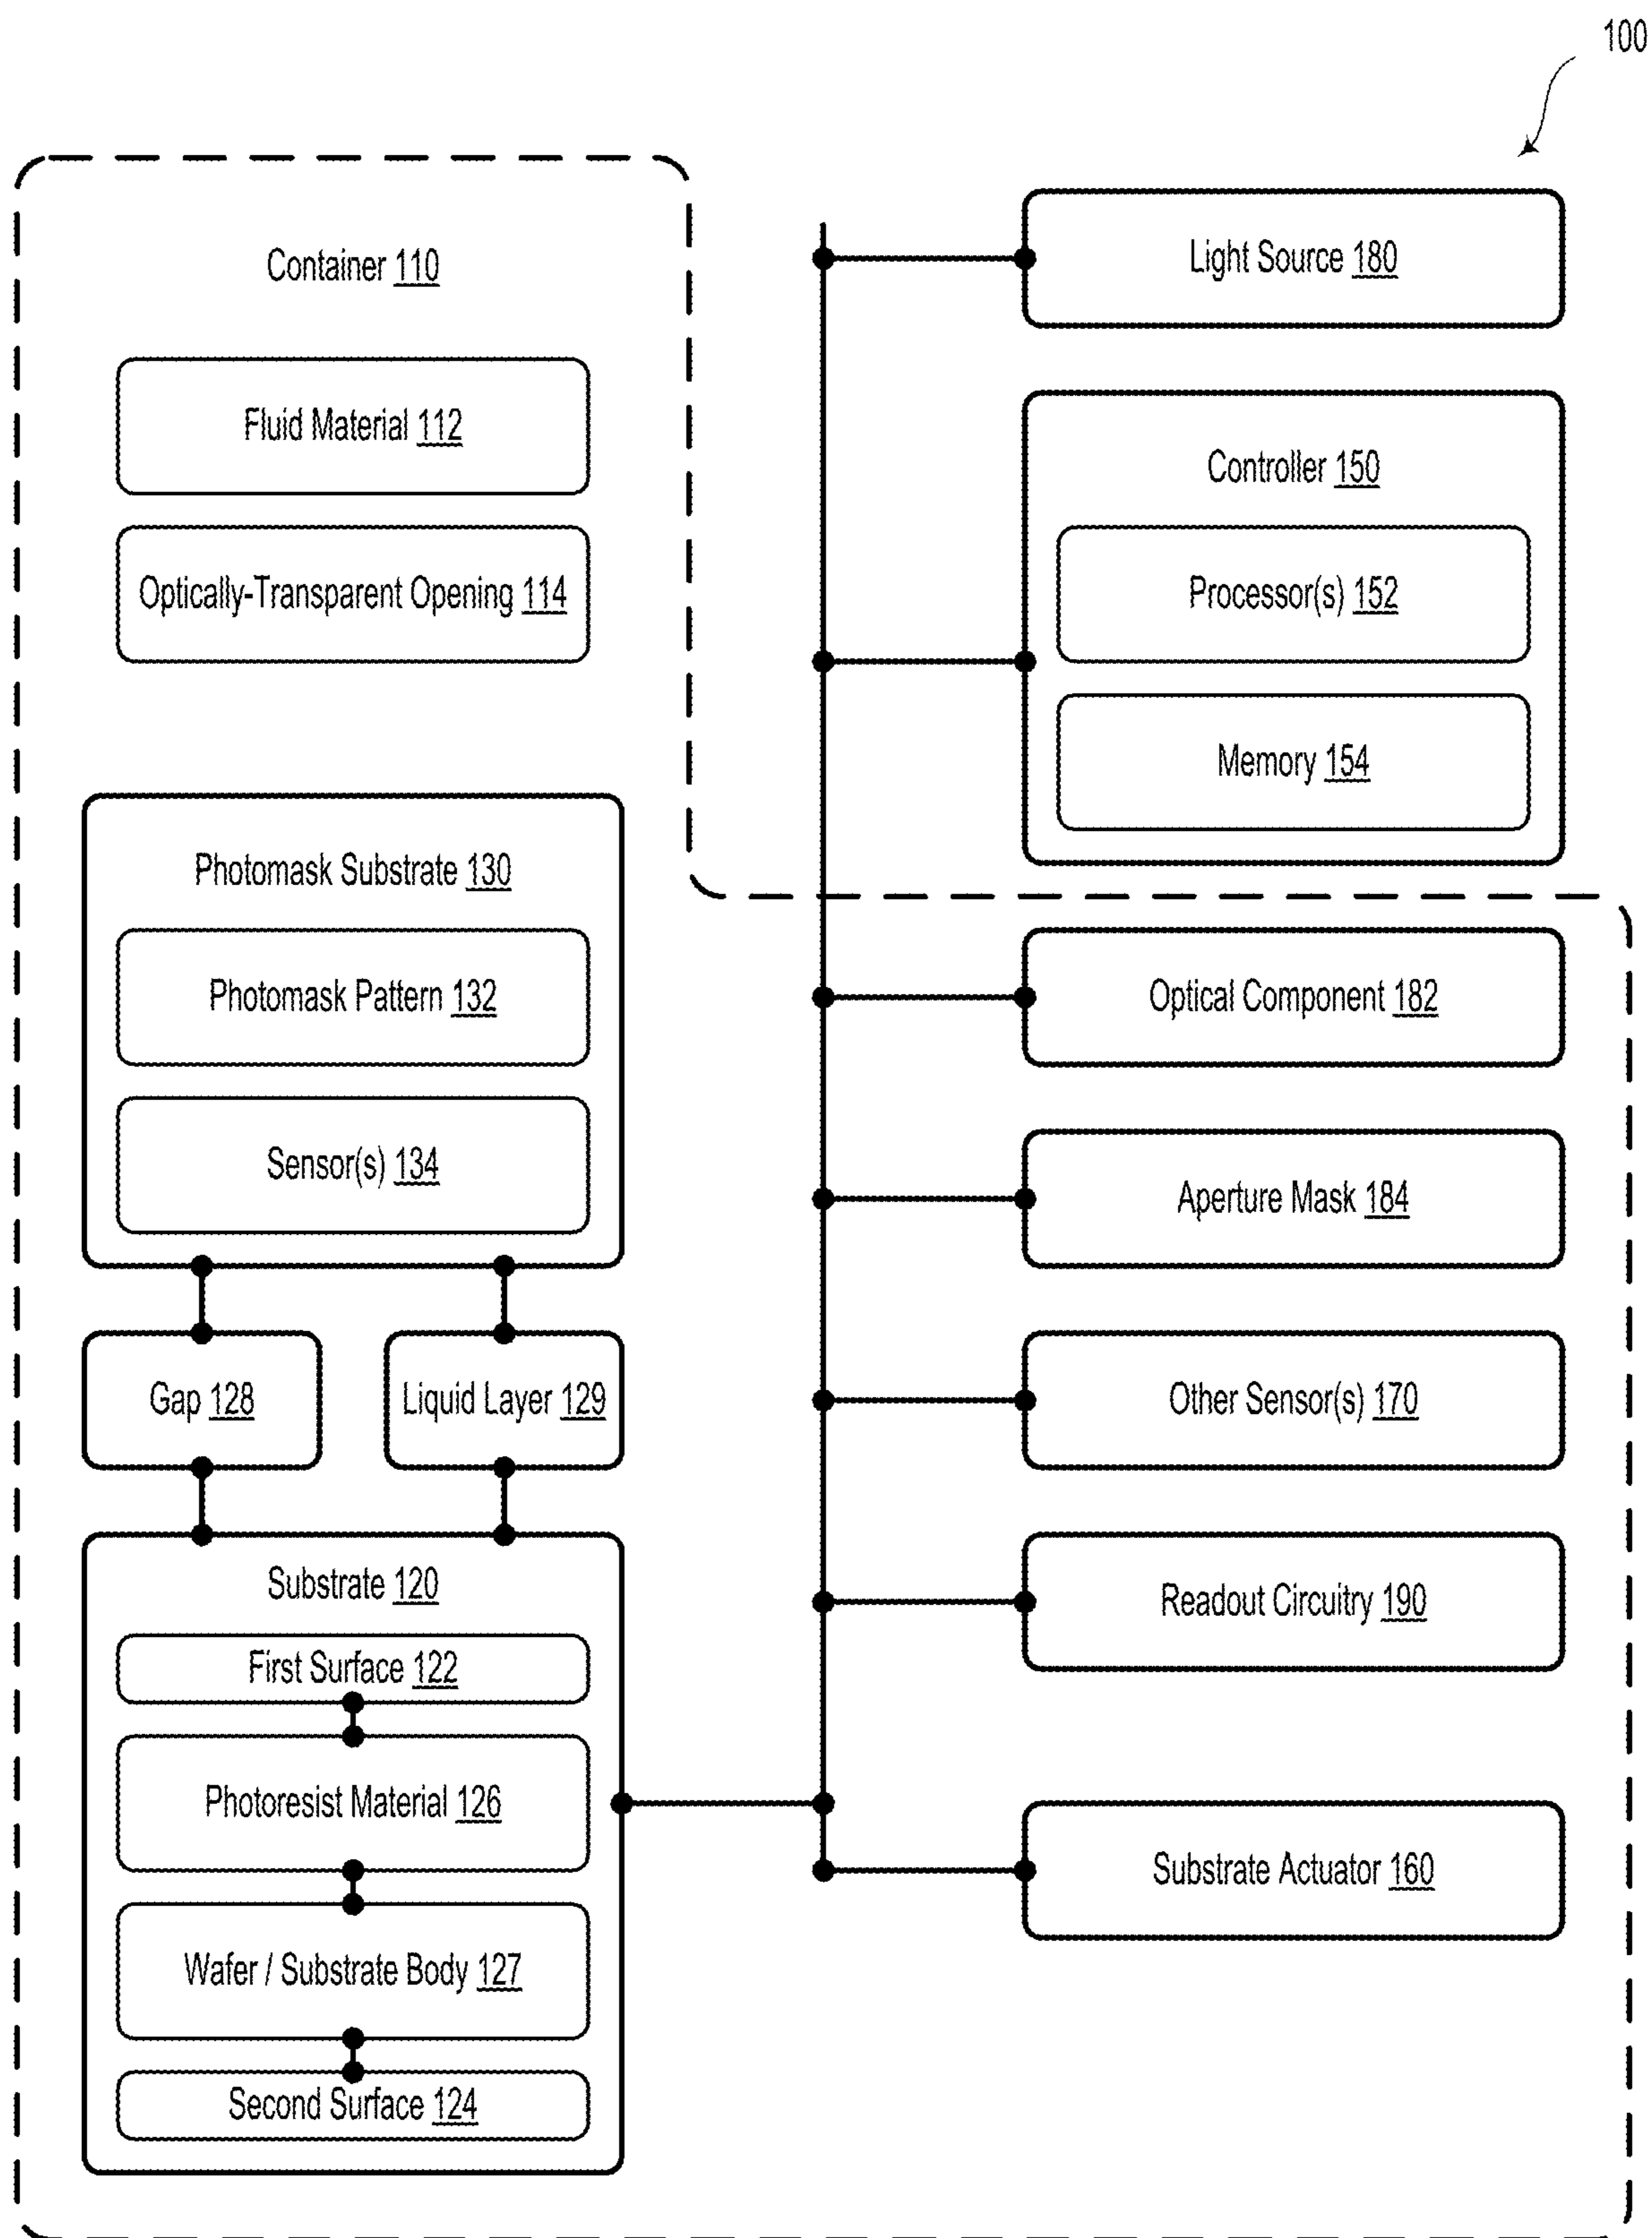 100
Container 110
Fluid Material 112
Optically-Transparent Opening 114
Photomask Substrate 130
Photomask Pattern 132
Sensor(s) 134
Gap 128
Liquid Layer 129
Substrate 120
First Surface 122
Photoresist Material 126
Wafer / Substrate Body 127
Second Surface 124
Light Source 180
Controller 150
Processor(s) 152
Memory 154
Optical Component 182
Aperture Mask 184
Other Sensor(s) 170
Readout Circuitry 190
Substrate Actuator 160